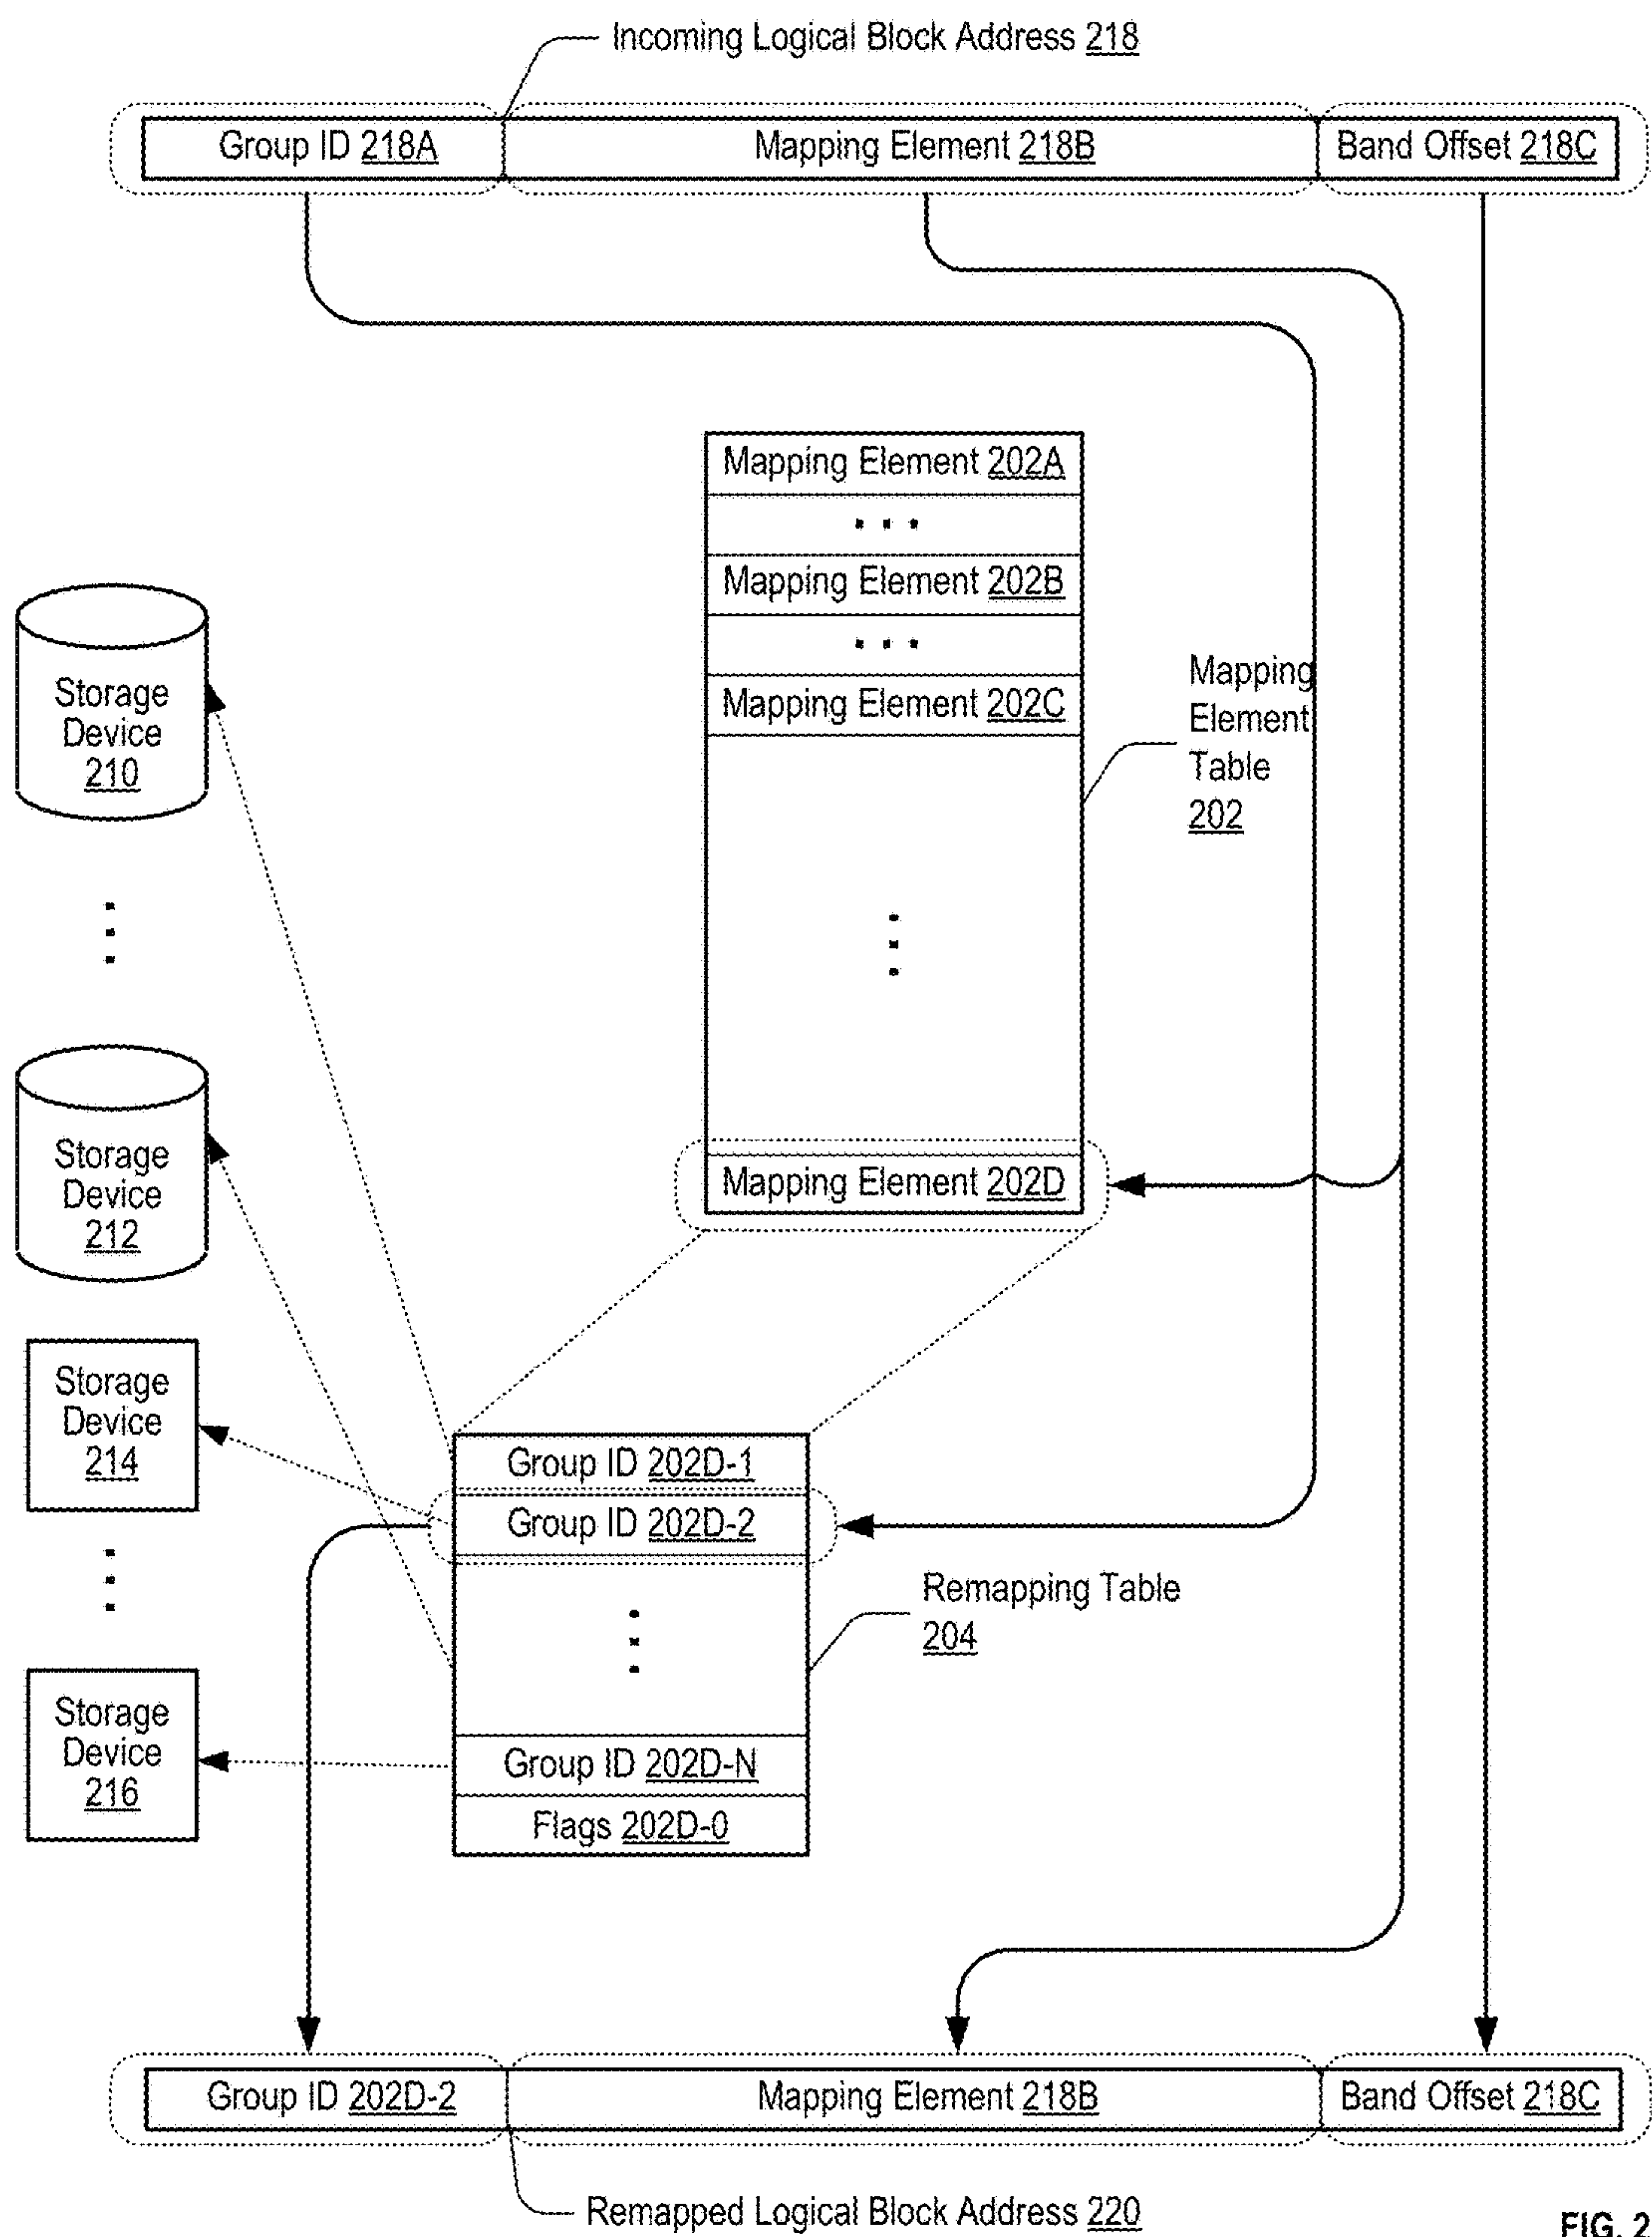 Incoming Logical Block Address 218
Group ID 218A
Mapping Element 218B
Band Offset 218C
Mapping Element 202A
...
Mapping Element 202B
...
Mapping Element 202C
Mapping
Element
Table
202
Storage
Device
210
Storage
Device
212
Mapping Element 202D
Storage
Device
214
Group ID 202D-1
Group ID 202D-2
Remapping Table
204
Storage
Device
216
Group ID 202D-N
Flags 202D-0
Group ID 202D-2
Mapping Element 218B
Band Offset 218C
Remapped Logical Block Address 220
FIG. 2